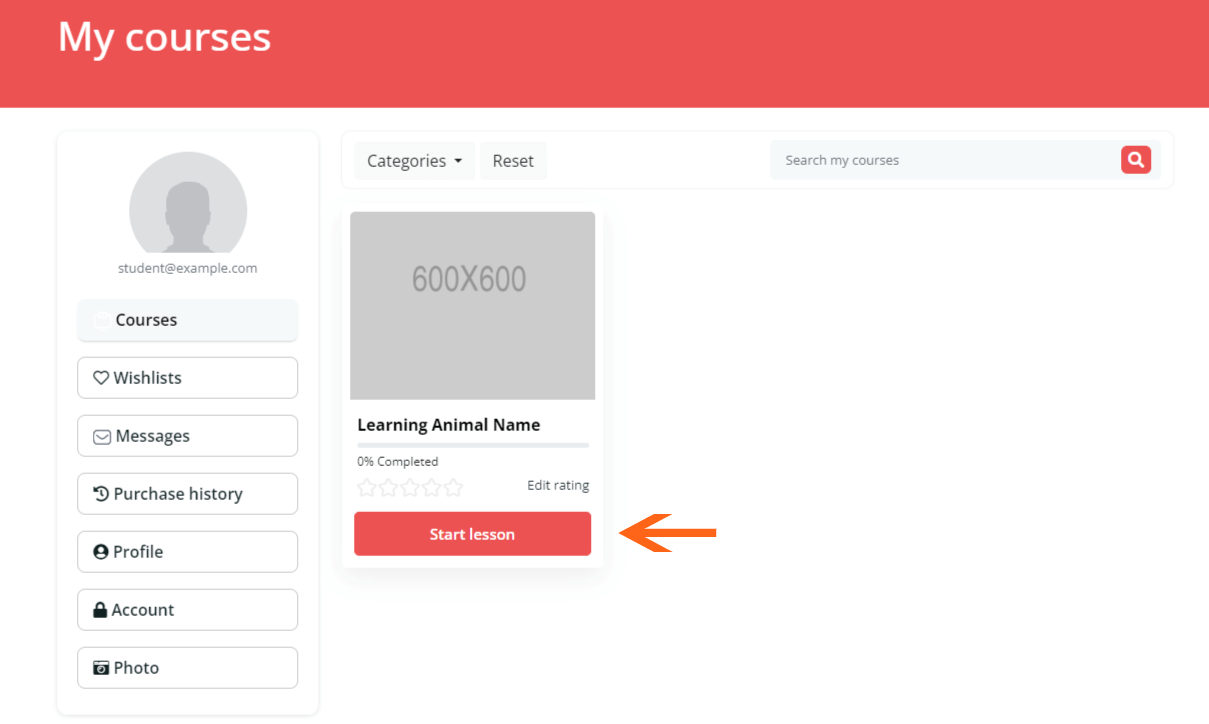 My courses
student@example.com
Courses
Wishlists
Messages
Purchase history
Profile
Account
Photo
Categories Reset Search my courses
600X600
Learning Animal Name
0% Completed
Edit rating
Start lesson